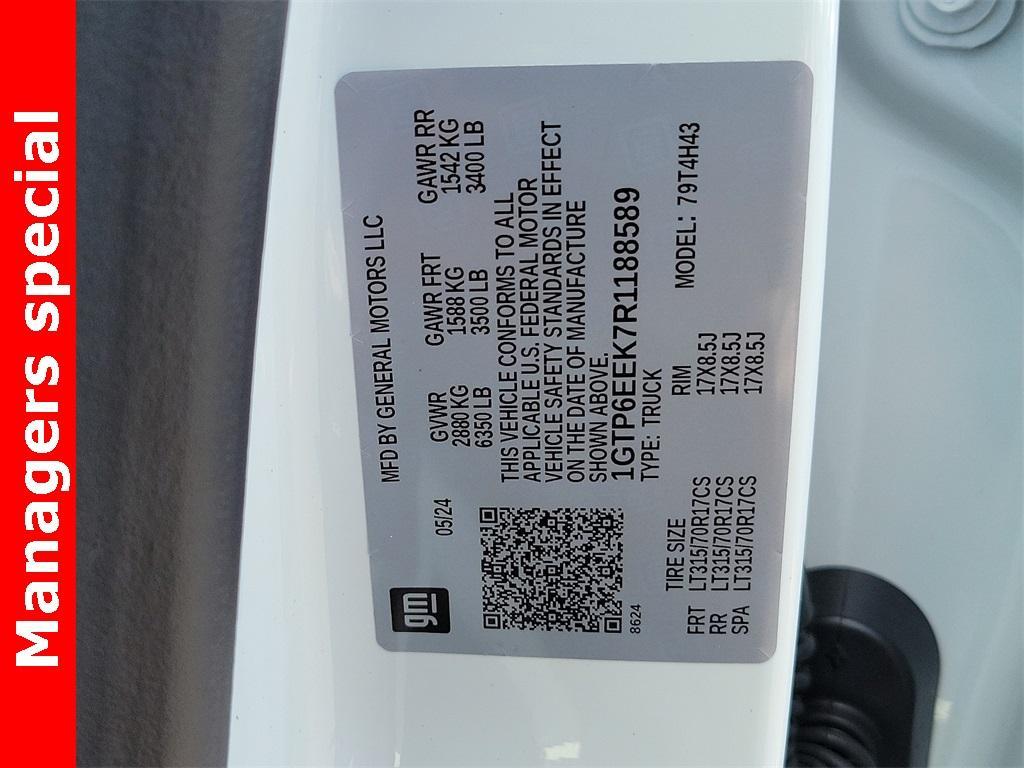 Managers special
MFD BY GENERAL MOTORS LLC
05/24
GVWR GAWR FRT GAWR RR
2880 KG 1588 KG 1542 KG
6350 LB 3500 LB 3400 LB
THIS VEHICLE CONFORMS TO ALL
APPLICABLE U.S. FEDERAL MOTOR
VEHICLE SAFETY STANDARDS IN EFFECT
ON THE DATE OF MANUFACTURE
SHOWN ABOVE.
1GTP6EEK7R1188589
TYPE: TRUCK
gm
8624
TIRE SIZE RIM MODEL: 79T4H43
FRT LT315/70R17CS 17X8.5J
RR LT315/70R17CS 17X8.5J
SPA LT315/70R17CS 17X8.5J